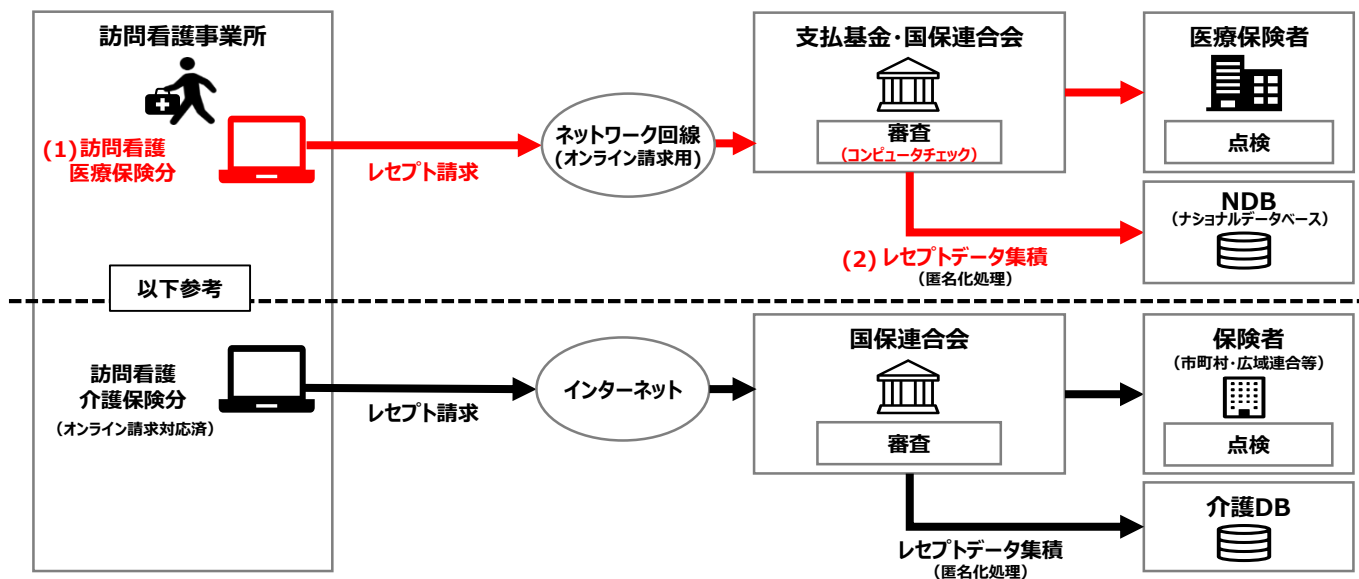 訪問看護事業所
(1) 訪問看護
医療保険分
レセプト請求
ネットワーク回線
(オンライン請求用)
支払基金・国保連合会
審査
(コンピュータチェック)
医療保険者
点検
NDB
(ナショナルデータベース)
(2) レセプトデータ集積
(匿名化処理)
以下参考
訪問看護
介護保険分
(オンライン請求対応済)
レセプト請求
インターネット
国保連合会
審査
保険者
(市町村・広域連合等)
点検
介護DB
レセプトデータ集積
(匿名化処理)